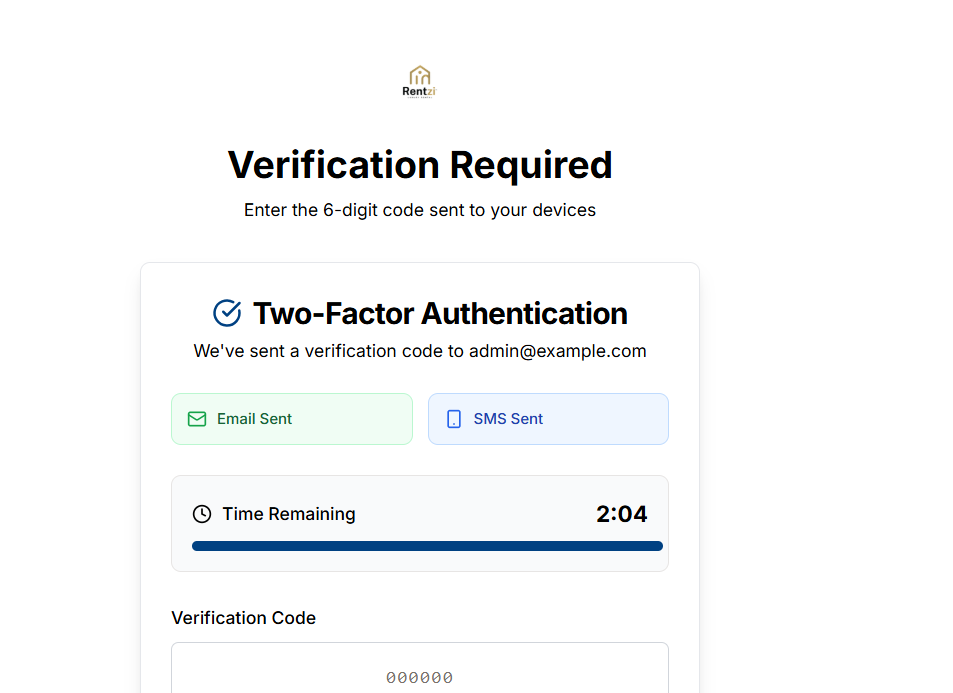 Rentzi
Verification Required
Enter the 6-digit code sent to your devices
Two-Factor Authentication
We've sent a verification code to admin@example.com
Email Sent
SMS Sent
Time Remaining
2:04
Verification Code
000000